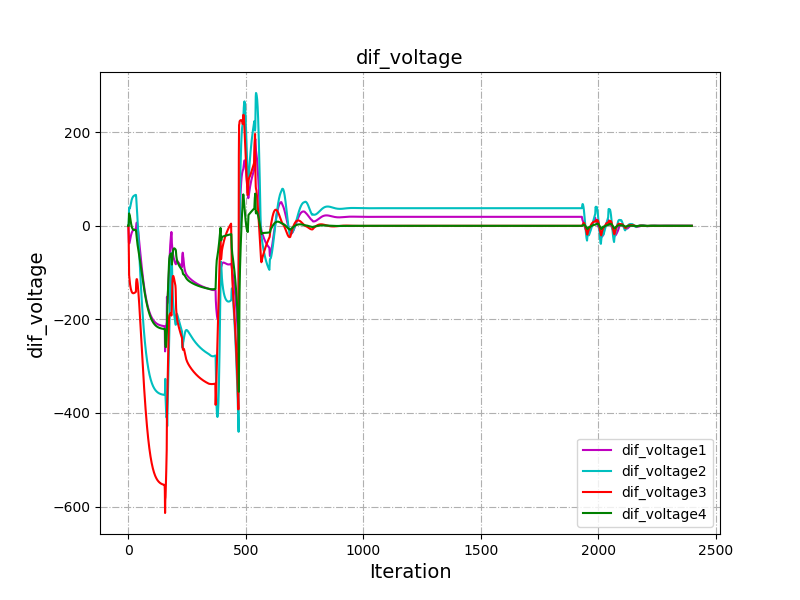 dif_voltage
dif_voltage
200
0
−200
−400
−600
0
500
1000
1500
2000
2500
Iteration
dif_voltage1
dif_voltage2
dif_voltage3
dif_voltage4